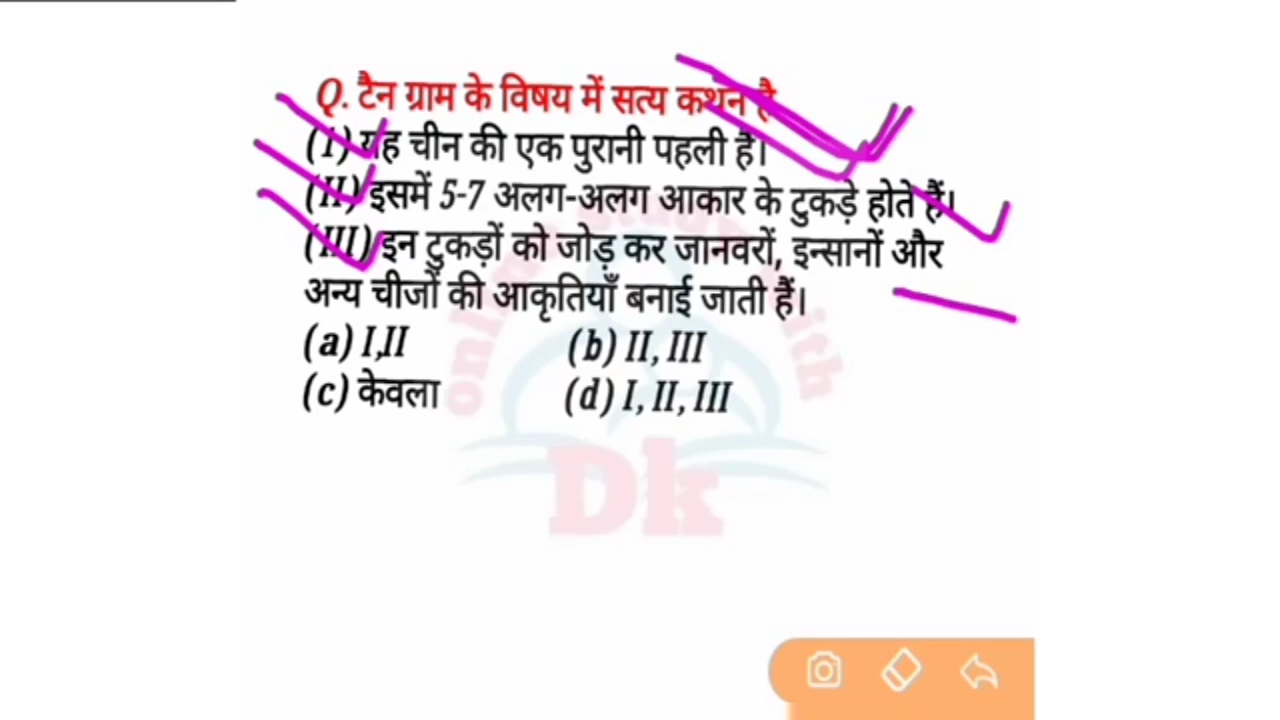 Q. टैन ग्राम के विषय में सत्य कथन है
(I) यह चीन की एक पुरानी पहली है।
(II) इसमें 5-7 अलग-अलग आकार के टुकड़े होते हैं।
(III) इन टुकड़ों को जोड़ कर जानवरों, इन्सानों और
अन्य चीजों की आकृतियाँ बनाई जाती हैं।
(a) I,II (b) II, III
(c) केवला (d) I, II, III
Dk